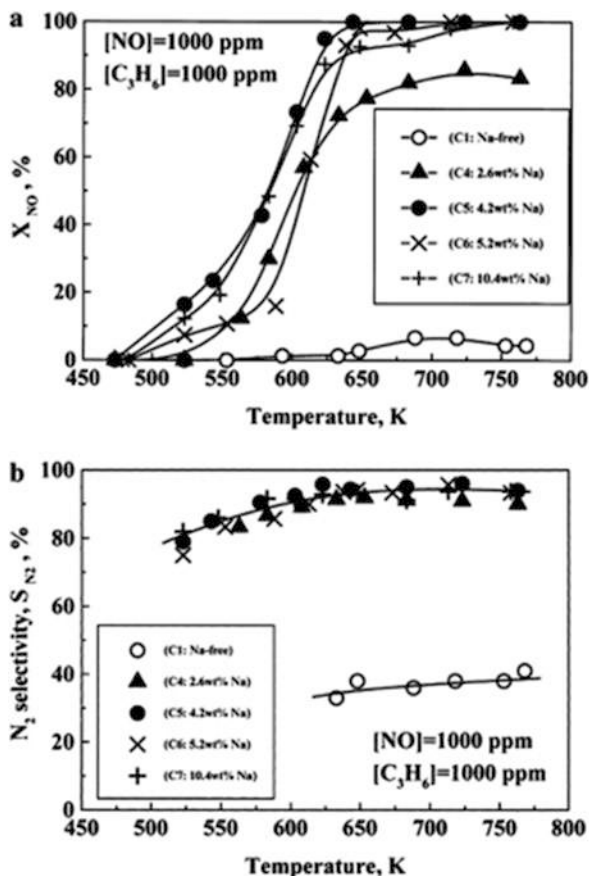 a
[NO]=1000 ppm
[C₃H₆]=1000 ppm
X_NO, %
100
80
60
40
20
0
(C1: Na-free)
(C4: 2.6wt% Na)
(C5: 4.2wt% Na)
(C6: 5.2wt% Na)
(C7: 10.4wt% Na)
450 500 550 600 650 700 750 800
Temperature, K
b
N₂ selectivity, S_N2, %
100
80
60
40
20
0
(C1: Na-free)
(C4: 2.6wt% Na)
(C5: 4.2wt% Na)
(C6: 5.2wt% Na)
(C7: 10.4wt% Na)
[NO]=1000 ppm
[C₃H₆]=1000 ppm
450 500 550 600 650 700 750 800
Temperature, K